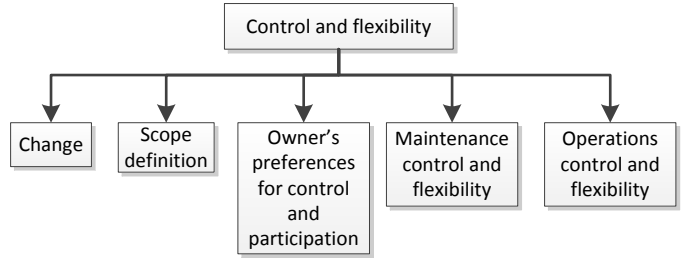 Control and flexibility
Change
Scope
definition
Owner's
preferences
for control
and
participation
Maintenance
control and
flexibility
Operations
control and
flexibility